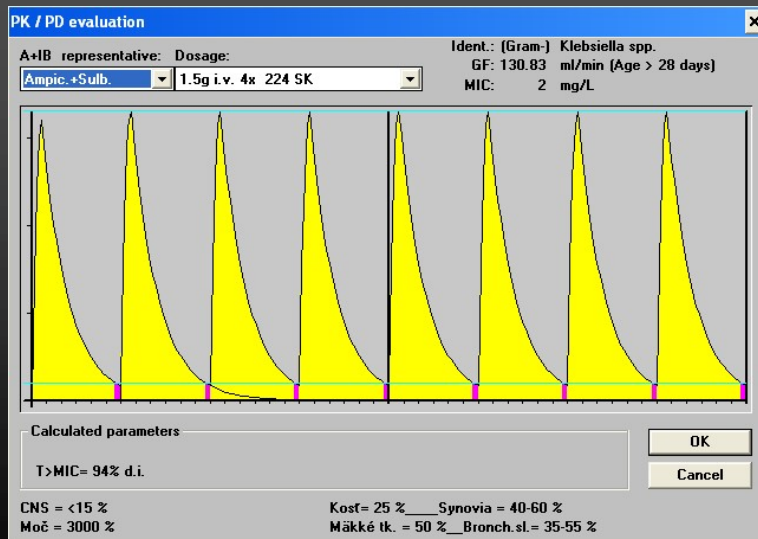 PK / PD evaluation
A+IB representative: Dosage:
Ampic.+Sulb. 1.5g i.v. 4x 224 SK
Ident.: (Gram-) Klebsiella spp.
GF: 130.83 ml/min (Age > 28 days)
MIC: 2 mg/L
Calculated parameters
T>MIC= 94% d.i.
OK
Cancel
CNS = <15 % Kosť= 25 %____Synovia = 40-60 %
Moč = 3000 % Mäkké tk. = 50 %__Bronch.sl.= 35-55 %